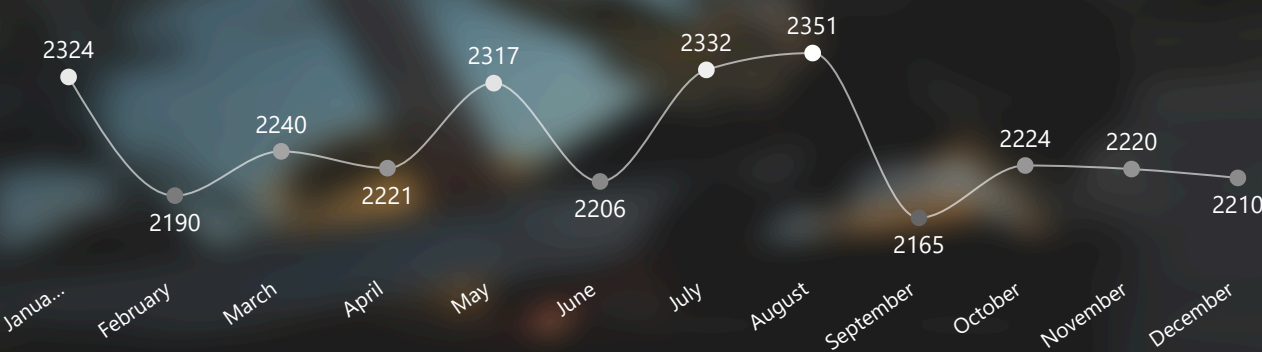 2324
2190
2240
2221
2317
2206
2332
2351
2165
2224
2220
2210
Janua...
February
March
April
May
June
July
August
September
October
November
December